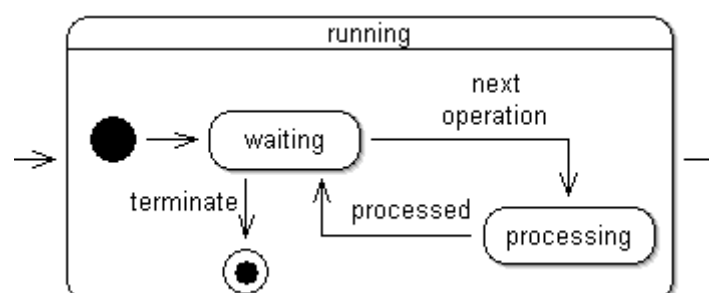 running
next
operation
waiting
terminate
processed
processing